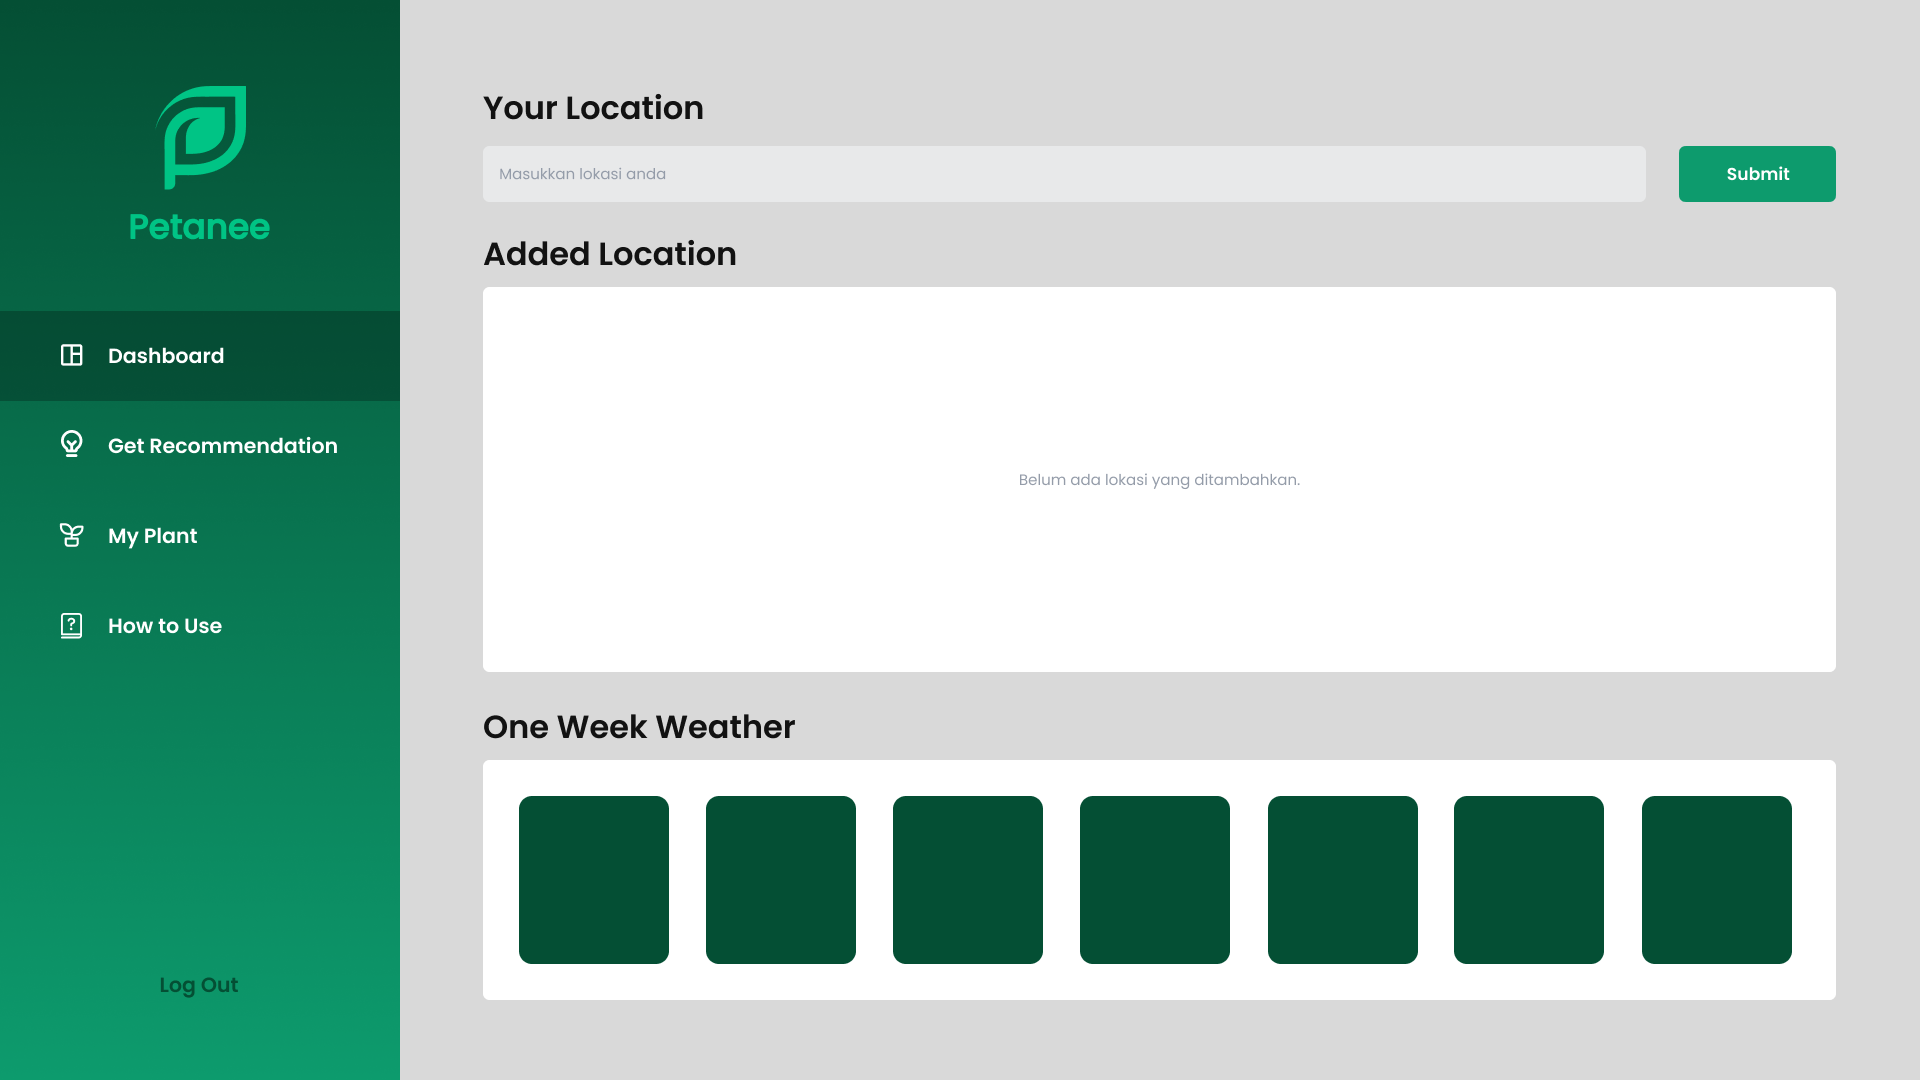 Petanee
Dashboard
Get Recommendation
My Plant
How to Use
Log Out
Your Location
Masukkan lokasi anda
Submit
Added Location
Belum ada lokasi yang ditambahkan.
One Week Weather